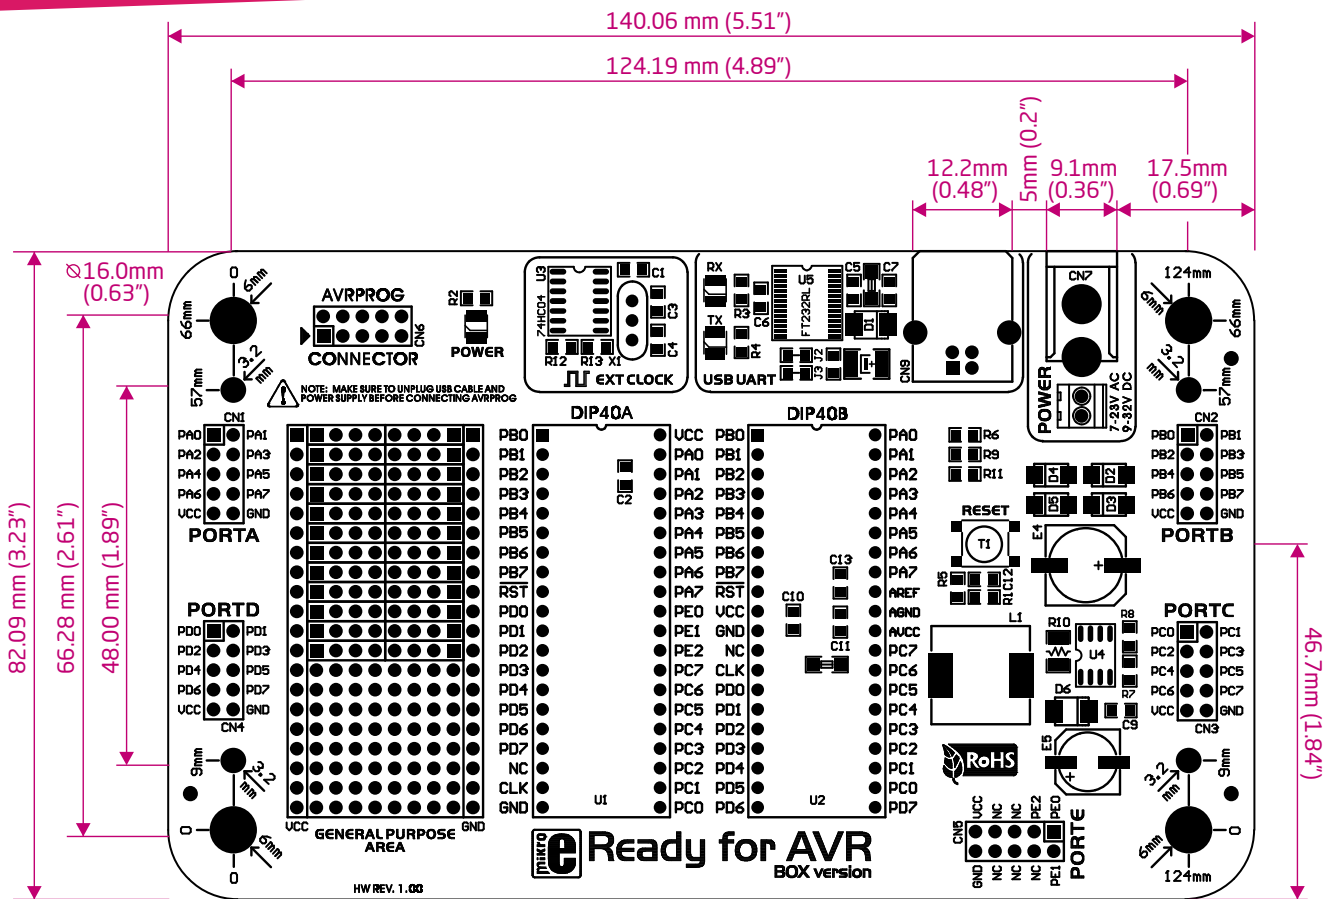 140.06 mm (5.51”)
124.19 mm (4.89”)
12.2mm
(0.48”)
5mm (0.2”)
9.1mm
(0.36”)
17.5mm
(0.69”)
82.09 mm (3.23”)
66.28 mm (2.61”)
48.00 mm (1.89”)
46.7mm (1.84”)
⌀16.0mm
(0.63”)
0
6mm
66mm
3.2
mm
57mm
AVRPROG
CN6
CONNECTOR
R2
POWER
NOTE: MAKE SURE TO UNPLUG USB CABLE AND
POWER SUPPLY BEFORE CONNECTING AVRPROG
U3
74HC04
C1
C3
C4
R12
R13
X1
EXT CLOCK
RX
TX
R3
R4
C6
U5
FT232RL
C5
C7
D1
J2
J3
USB UART
CN9
CN7
POWER
7-23V AC
9-32V DC
124mm
6mm
66mm
3.2
mm
57mm
CN1
PA0 PA1
PA2 PA3
PA4 PA5
PA6 PA7
VCC GND
PORTA
PORTD
PD0 PD1
PD2 PD3
PD4 PD5
PD6 PD7
VCC GND
CN4
9mm
3.2
mm
0
6mm
0
VCC
GENERAL PURPOSE
AREA
GND
HW REV. 1.00
DIP40A
PB0 VCC
PB1 PA0
PB2 PA1
PB3 PA2
PB4 PA3
PB5 PA4
PB6 PA5
PB7 PA6
RST PA7
PD0 PE0
PD1 PE1
PD2 PE2
PD3 PC7
PD4 PC6
PD5 PC5
PD6 PC4
PD7 PC3
NC PC2
CLK PC1
GND PC0
C2
U1
DIP40B
PB0 PA0
PB1 PA1
PB2 PA2
PB3 PA3
PB4 PA4
PB5 PA5
PB6 PA6
PB7 PA7
RST AREF
VCC AGND
GND AVCC
NC PC7
CLK PC6
PD0 PC5
PD1 PC4
PD2 PC3
PD3 PC2
PD4 PC1
PD5 PC0
PD6 PD7
C13
C10
C11
U2
R6
R9
R11
RESET
T1
R5
R1
C12
L1
D4
D2
D5
D3
E4
R10
U4
R8
R7
D6
C9
E5
RoHS
CN2
PB0 PB1
PB2 PB3
PB4 PB5
PB6 PB7
VCC GND
PORTB
PORTC
PC0 PC1
PC2 PC3
PC4 PC5
PC6 PC7
VCC GND
CN3
9mm
3.2
mm
0
6mm
124mm
CN5
VCC NC NC PE2 PE0
GND NC NC NC PE1
PORTE
mikro
e
Ready for AVR
BOX version